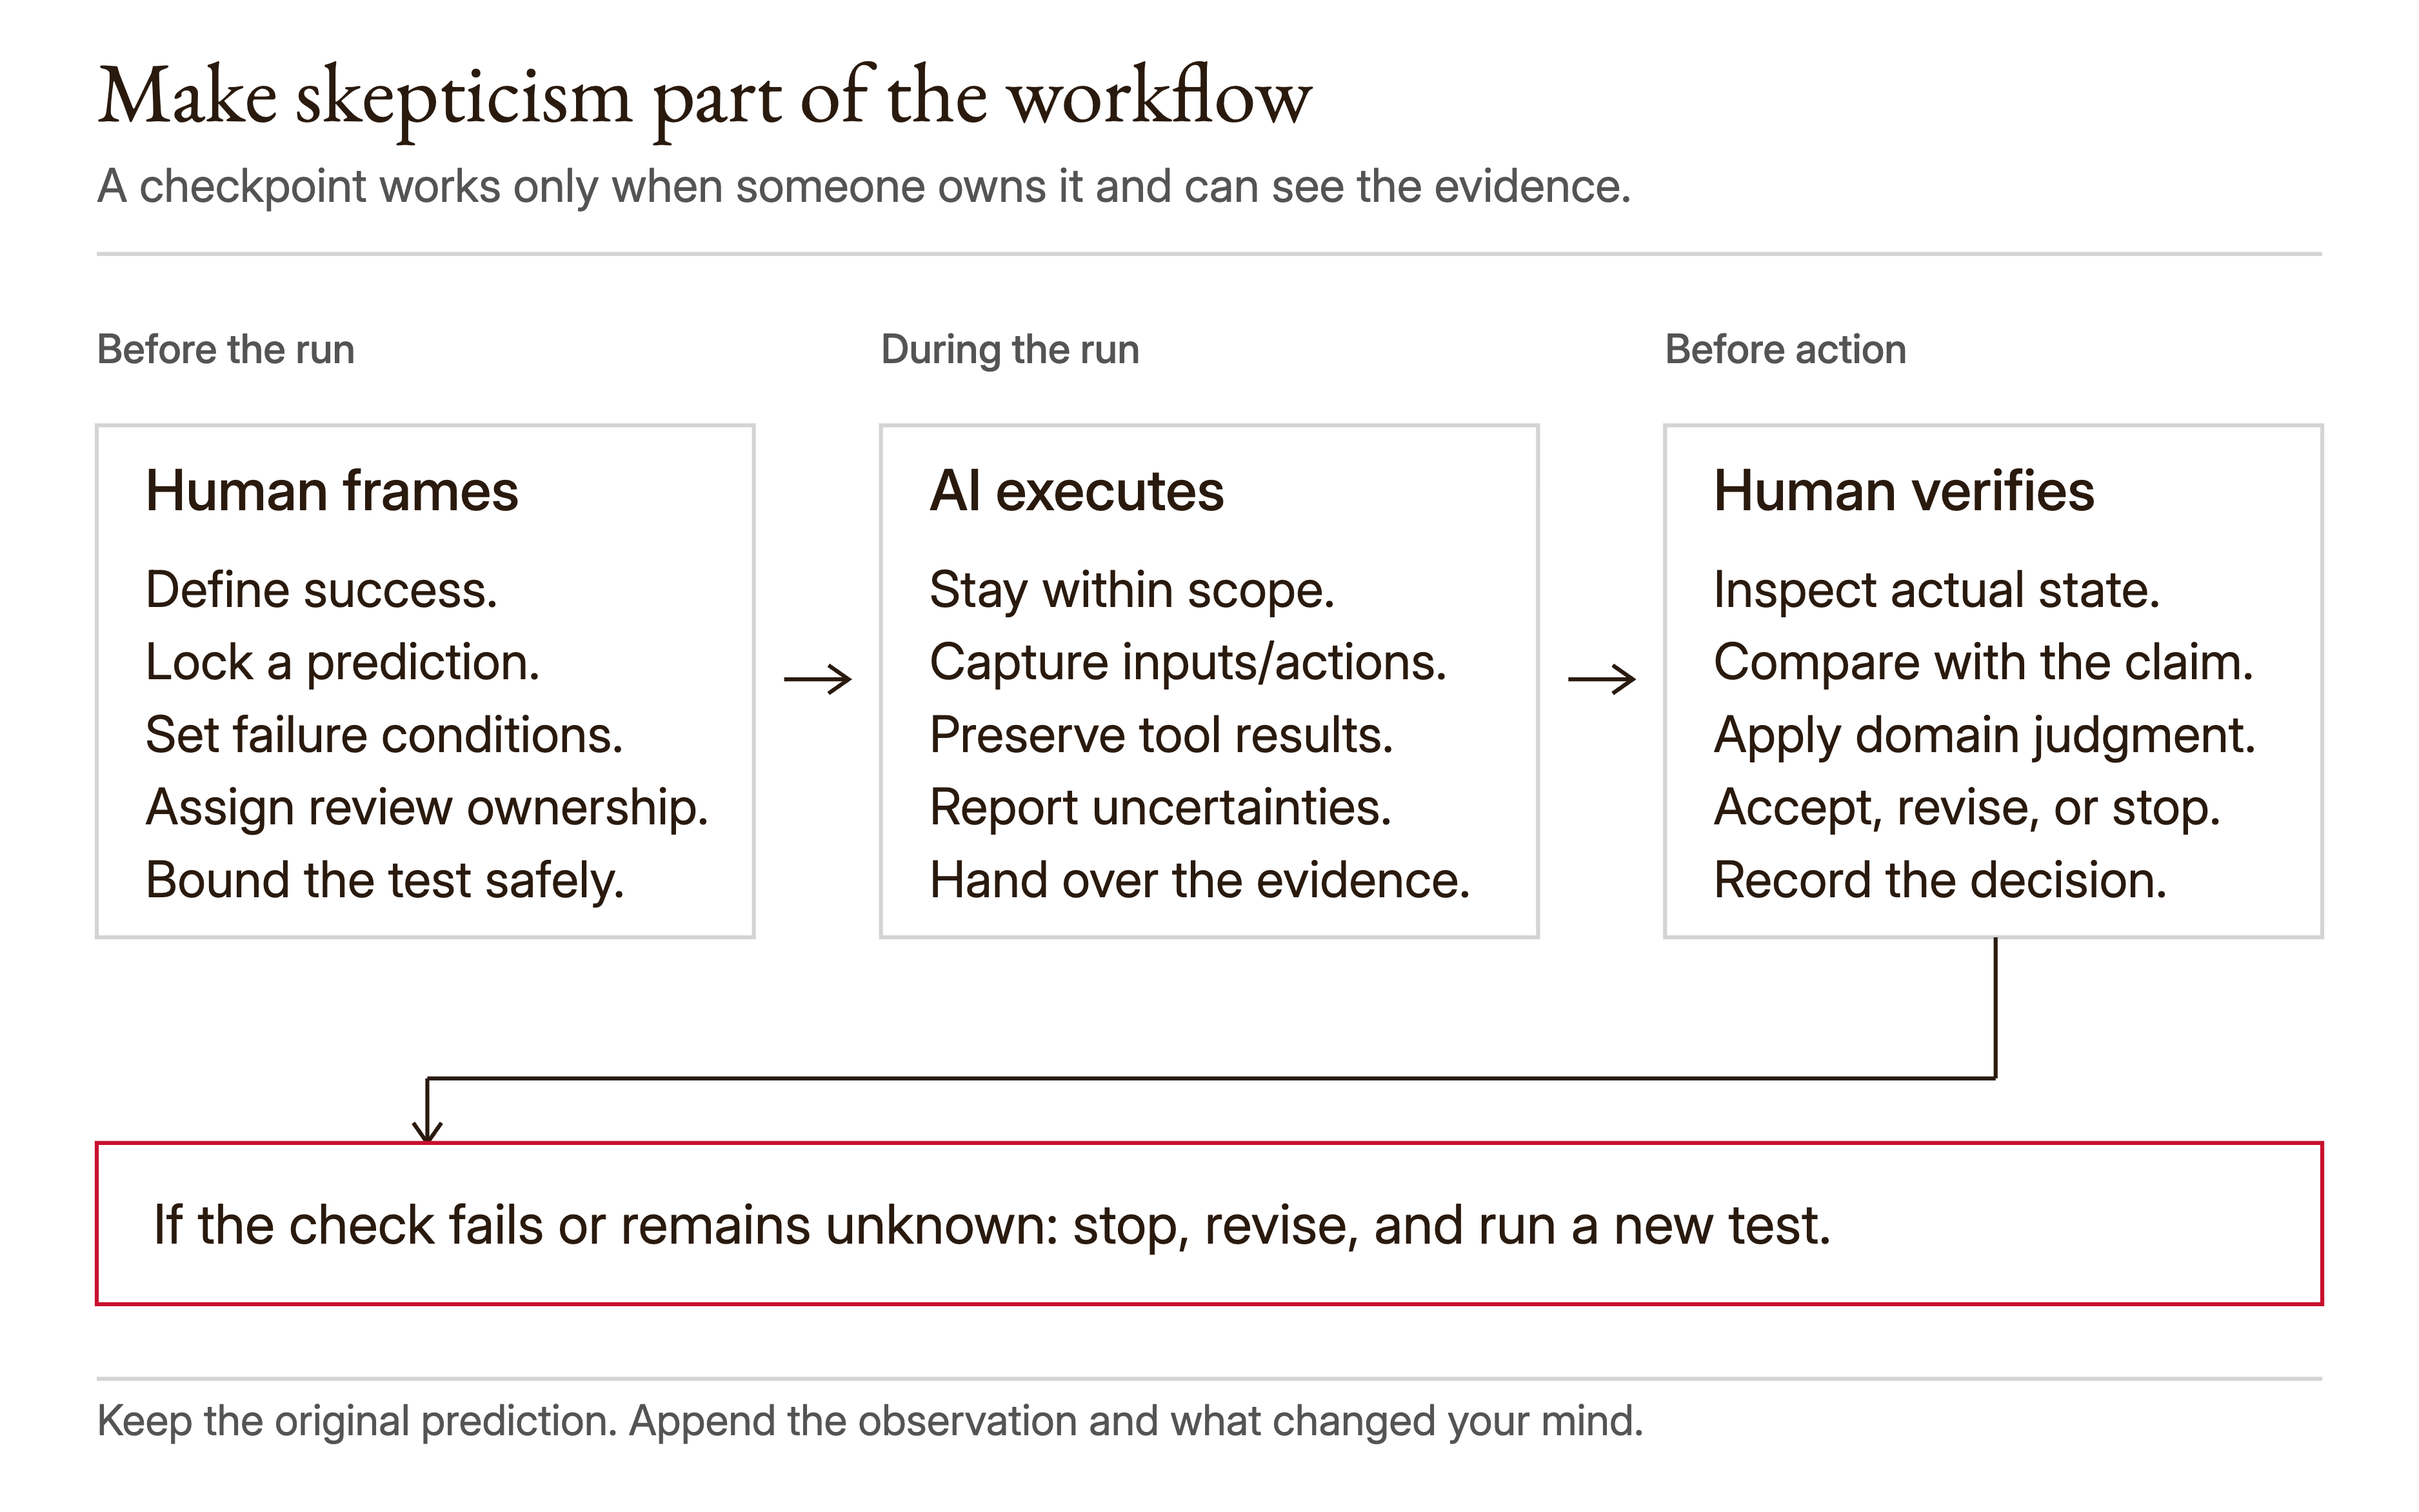 Make skepticism part of the workflow
A checkpoint works only when someone owns it and can see the evidence.
Before the run
During the run
Before action
Human frames
Define success.
Lock a prediction.
Set failure conditions.
Assign review ownership.
Bound the test safely.
AI executes
Stay within scope.
Capture inputs/actions.
Preserve tool results.
Report uncertainties.
Hand over the evidence.
Human verifies
Inspect actual state.
Compare with the claim.
Apply domain judgment.
Accept, revise, or stop.
Record the decision.
If the check fails or remains unknown: stop, revise, and run a new test.
Keep the original prediction. Append the observation and what changed your mind.